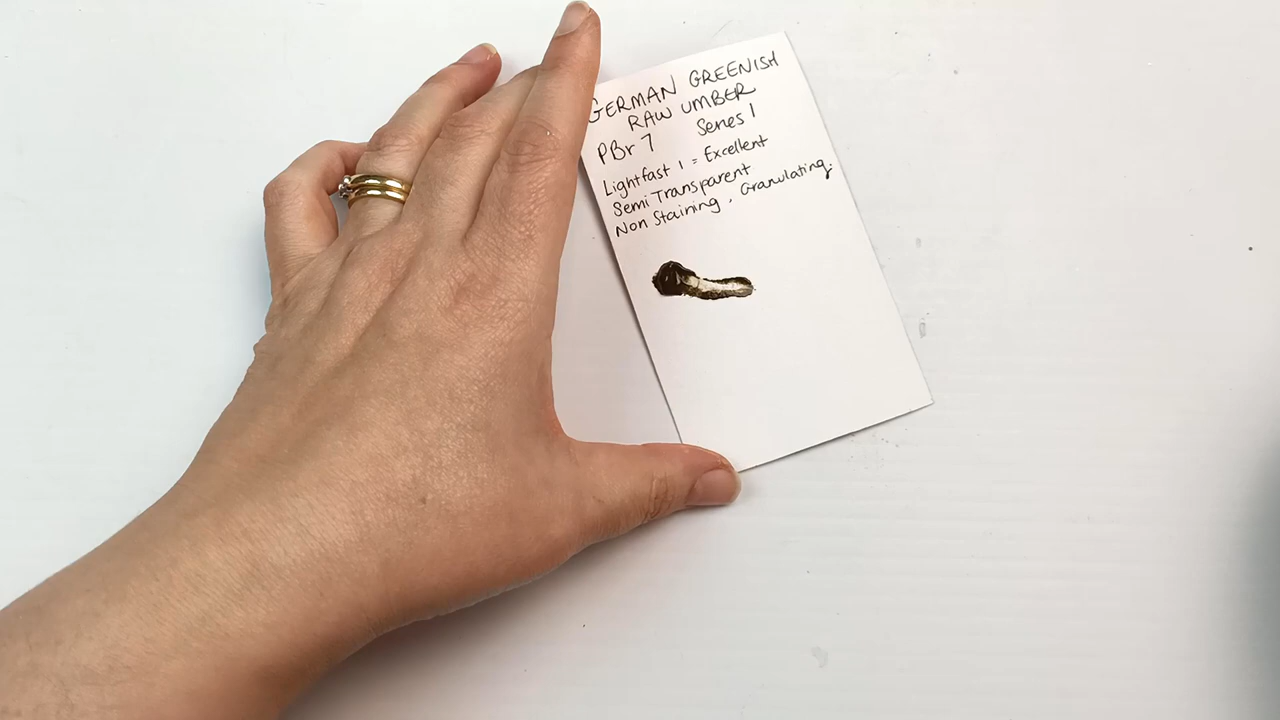 GERMAN GREENISH
RAW UMBER
PBr 7 Series 1
Lightfast 1 = Excellent
Semi Transparent
Non Staining, Granulating.